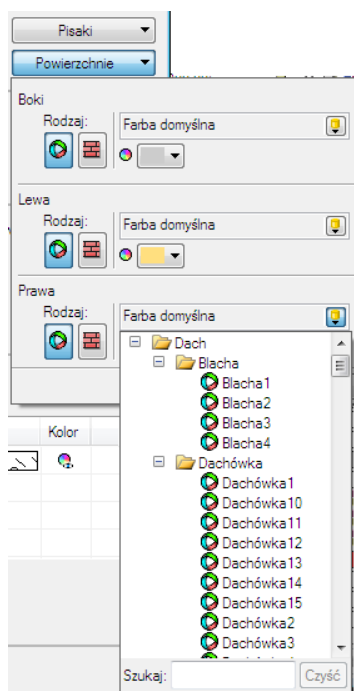 Pisaki
Powierzchnie
Boki
Rodzaj:
Farba domyślna
Lewa
Rodzaj:
Farba domyślna
Prawa
Rodzaj:
Farba domyślna
Dach
Blacha
Blacha1
Blacha2
Blacha3
Blacha4
Kolor
Dachówka
Dachówka1
Dachówka10
Dachówka11
Dachówka12
Dachówka13
Dachówka14
Dachówka15
Dachówka2
Dachówka3
Szukaj:
Czyść